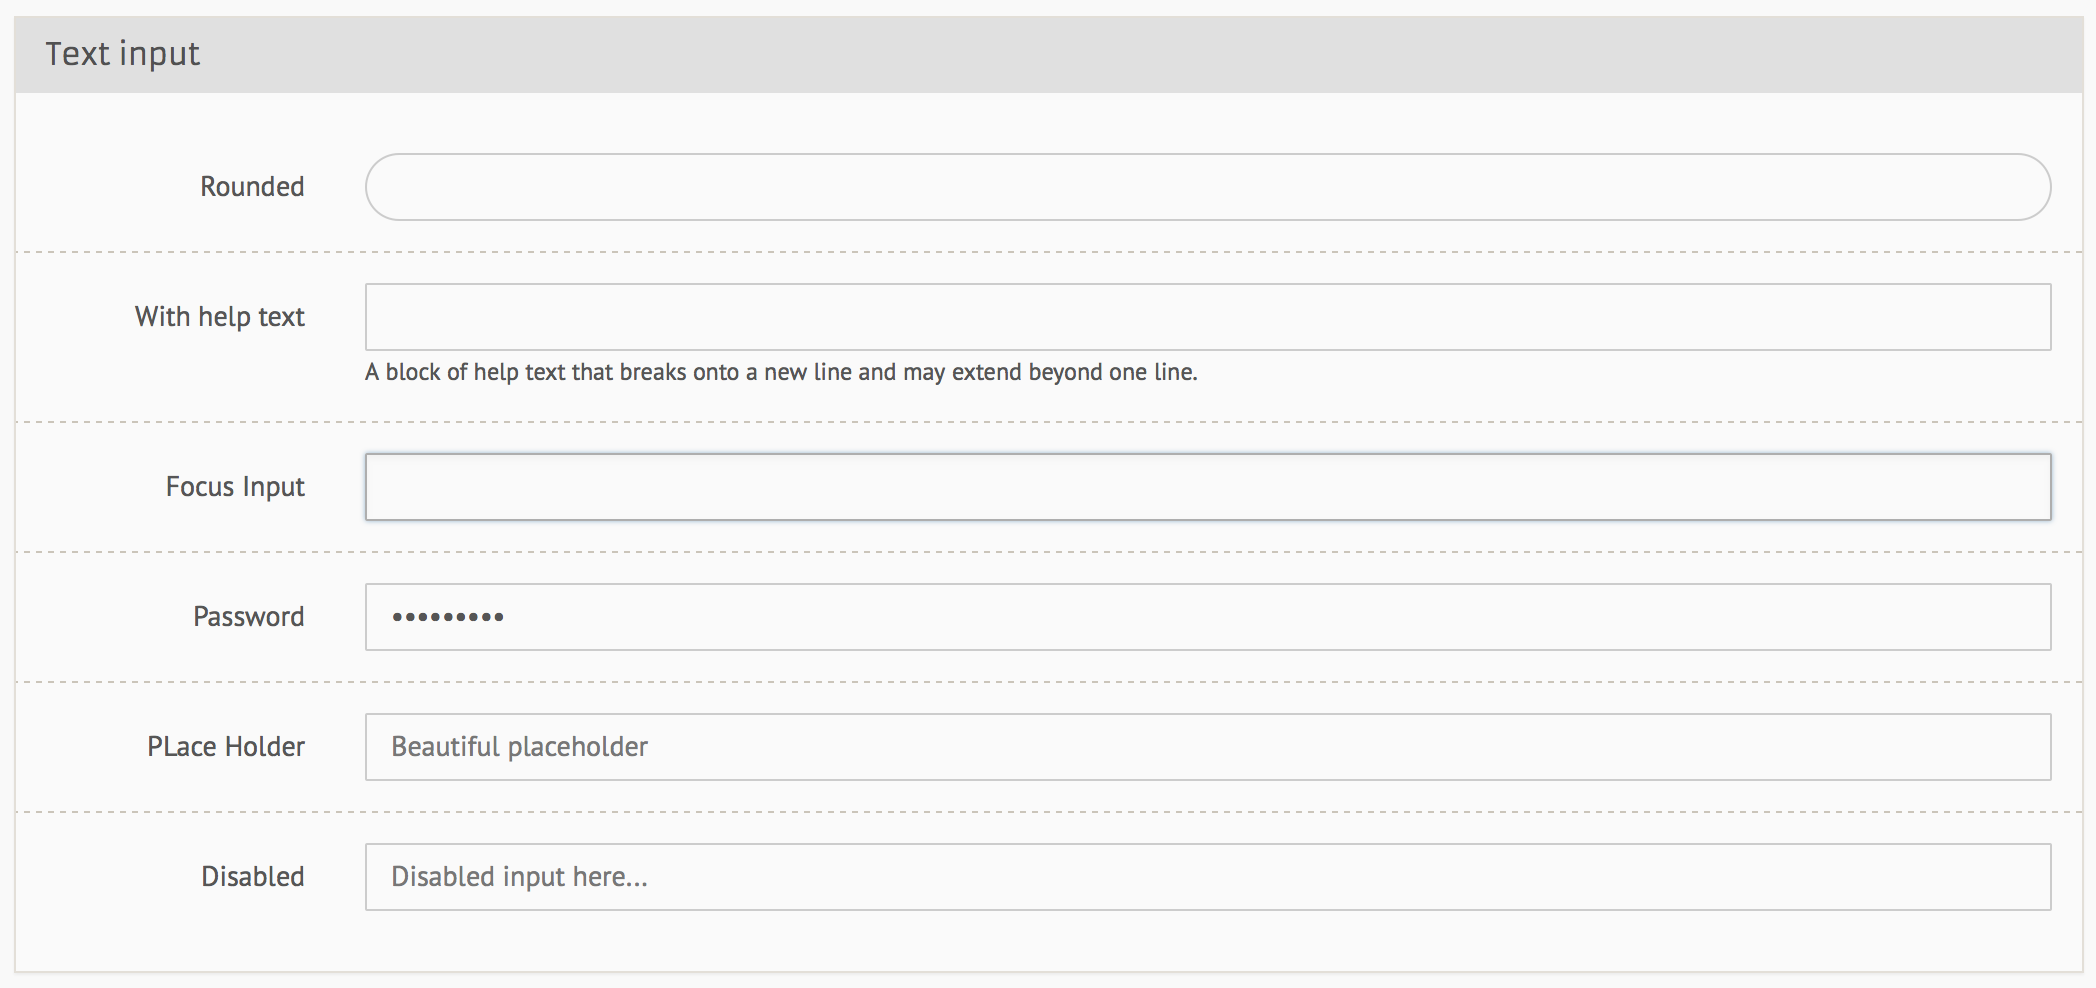 Text input
Rounded
With help text
A block of help text that breaks onto a new line and may extend beyond one line.
Focus Input
Password
•••••••••
PLace Holder
Beautiful placeholder
Disabled
Disabled input here...